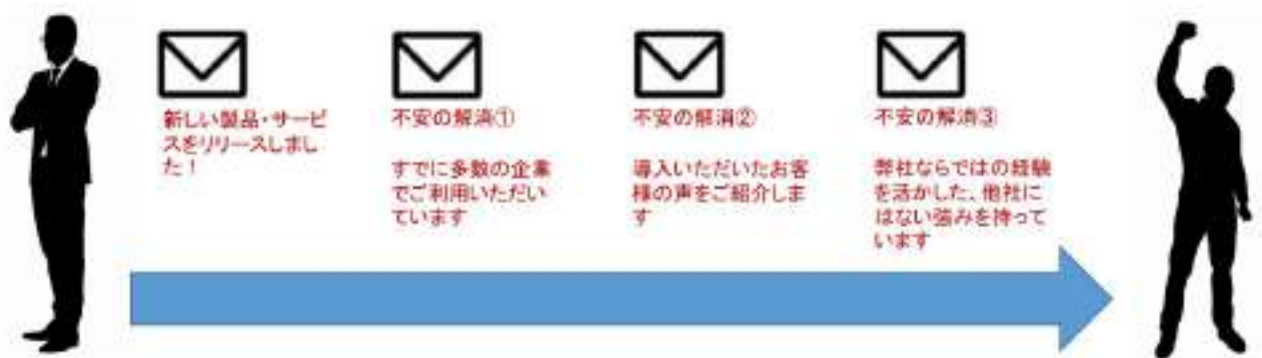 新しい製品・サービ
スをリリースしまし
た！
不安の解消①
すでに多数の企業
でご利用いただい
ています
不安の解消②
導入いただいたお客
様の声をご紹介しま
す
不安の解消③
弊社ならではの経験
を活かした、他社に
はない強みを持って
います